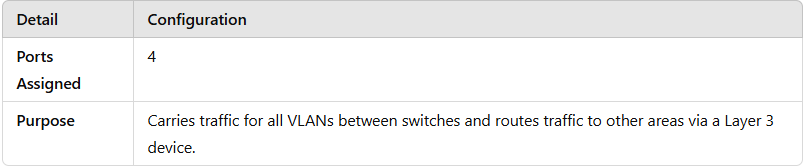 Detail Configuration
Ports Assigned 4
Purpose Carries traffic for all VLANs between switches and routes traffic to other areas via a Layer 3
device.